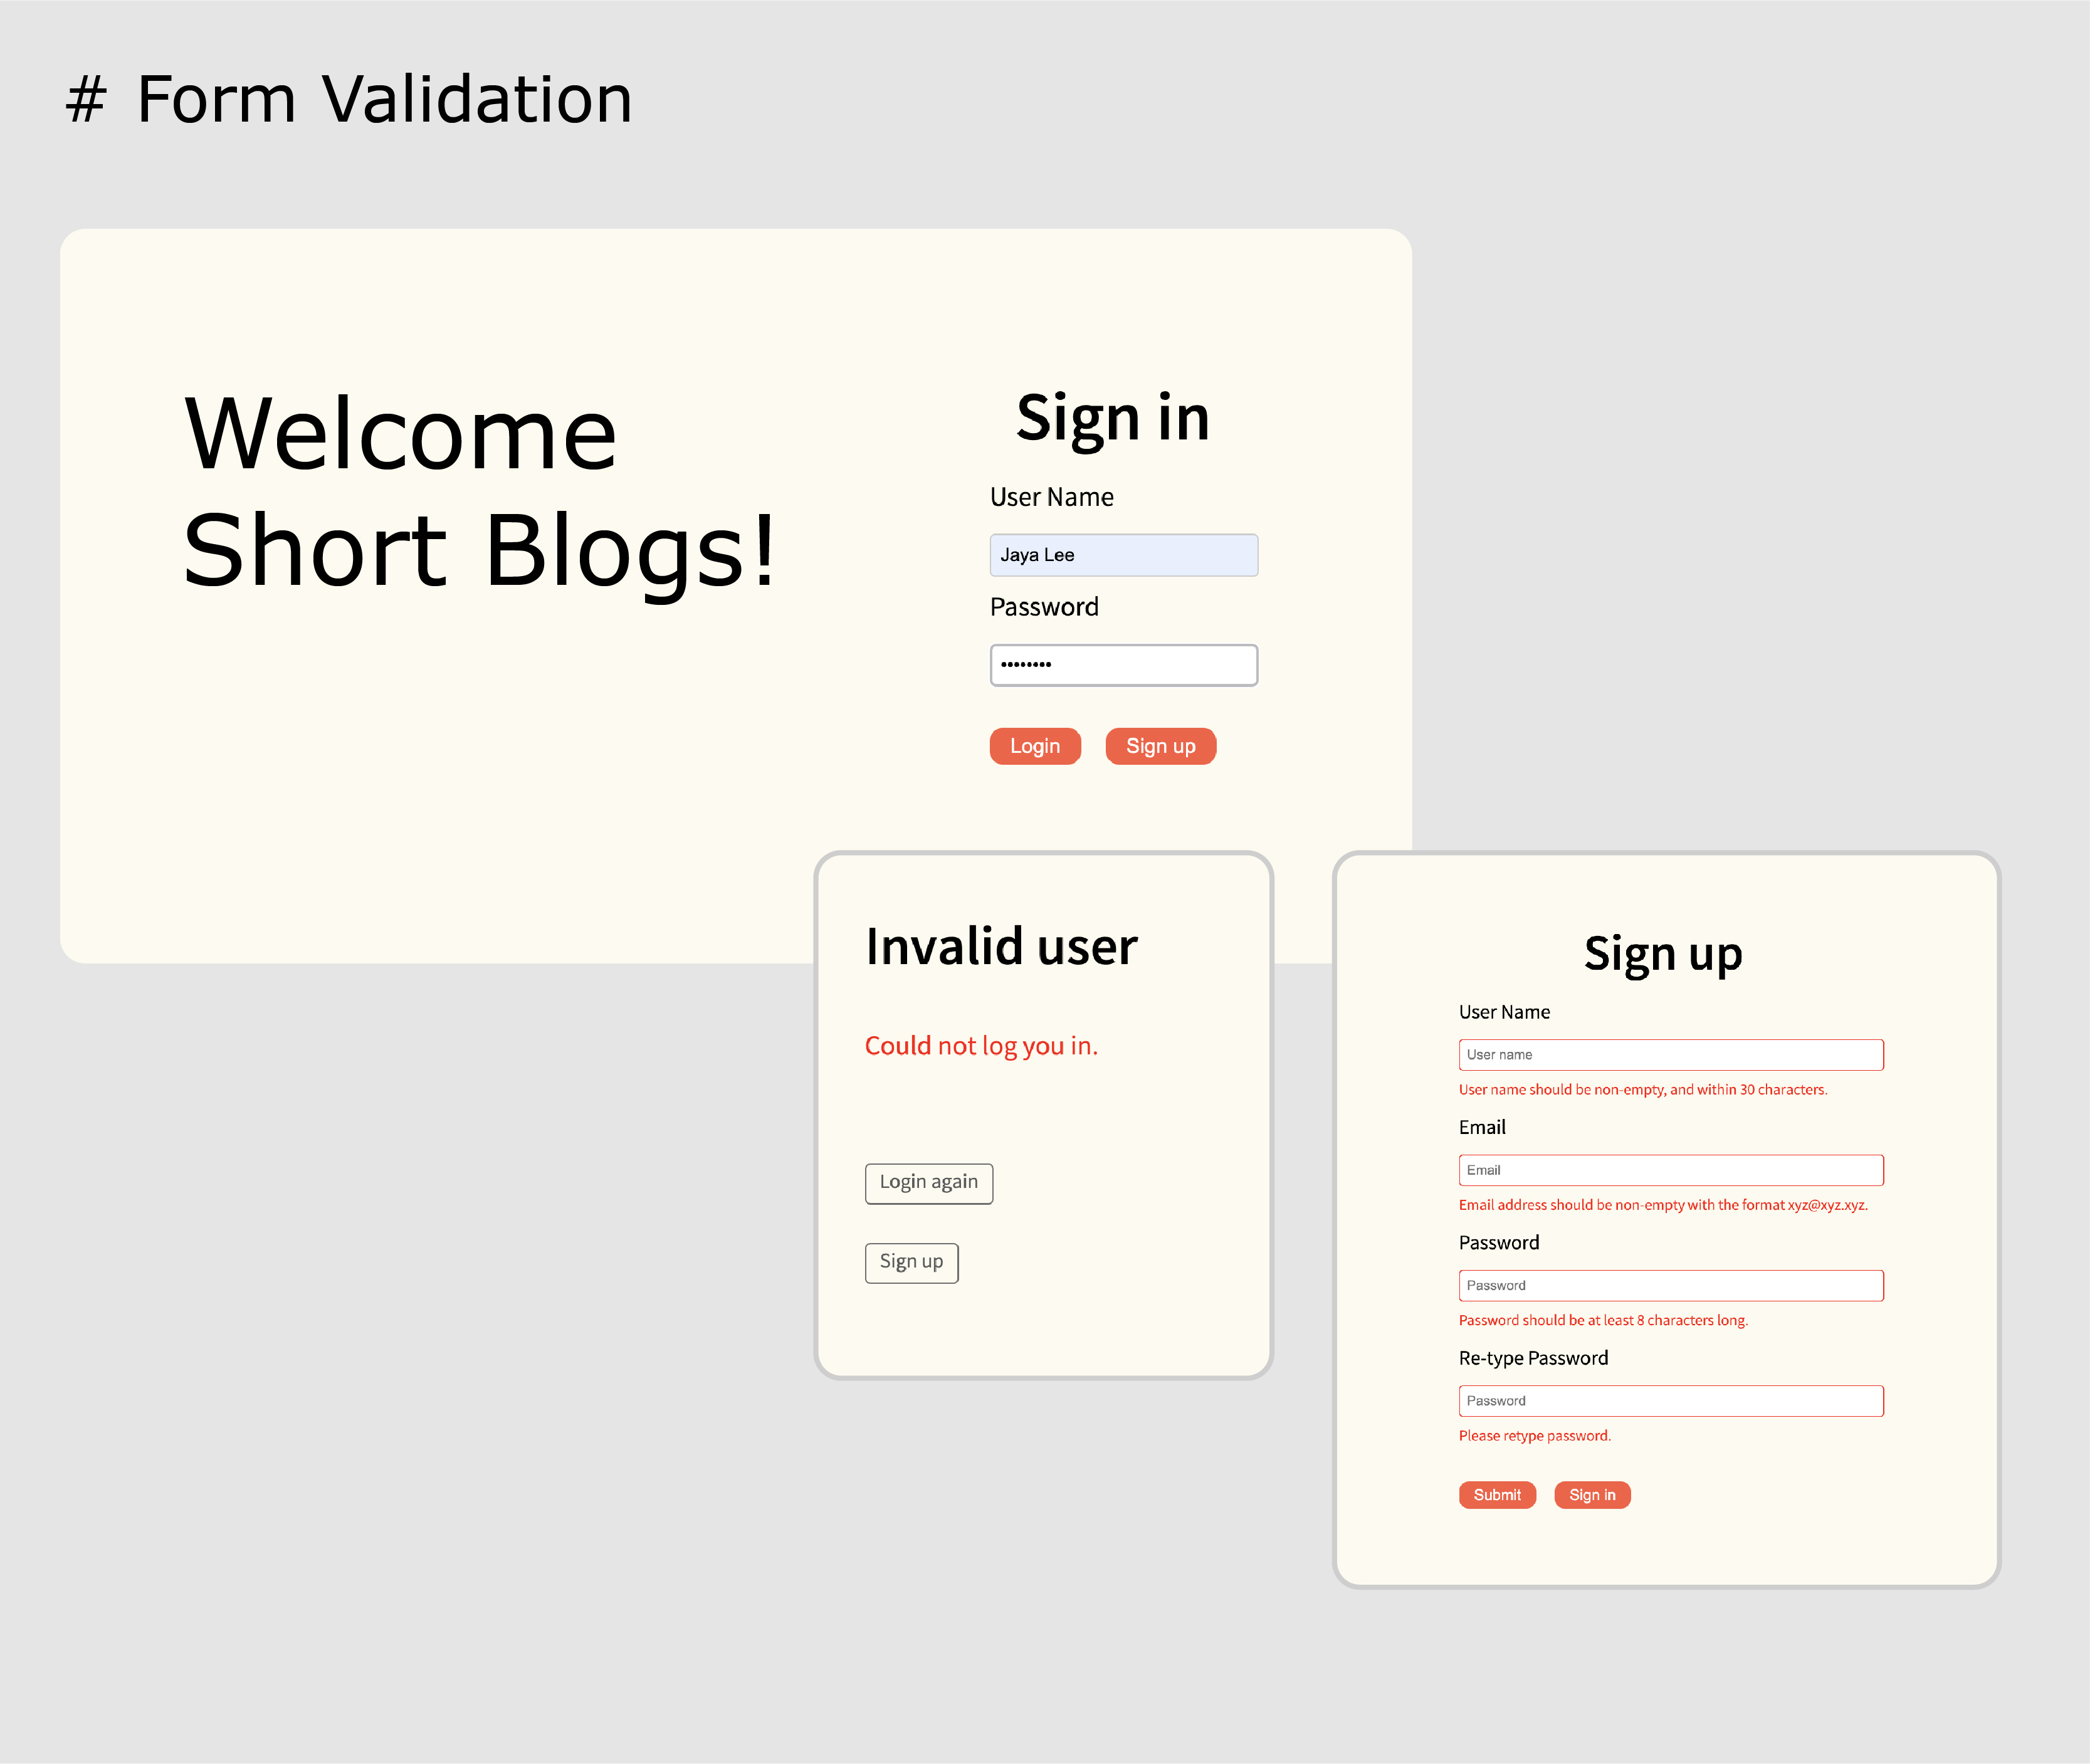 # Form Validation
Welcome
Short Blogs!
Sign in
User Name
Jaya Lee
Password
••••••••
Login
Sign up
Invalid user
Could not log you in.
Login again
Sign up
Sign up
User Name
User name
User name should be non-empty, and within 30 characters.
Email
Email
Email address should be non-empty with the format xyz@xyz.xyz.
Password
Password
Password should be at least 8 characters long.
Re-type Password
Password
Please retype password.
Submit
Sign in